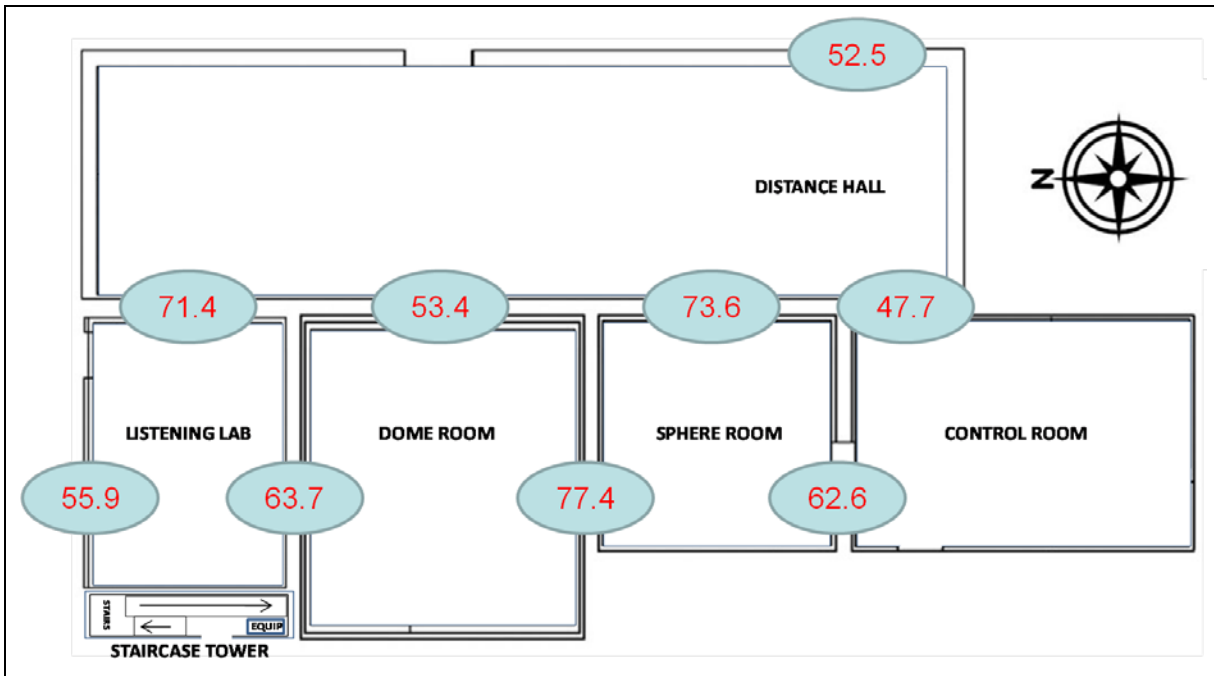 52.5
N
DISTANCE HALL
71.4
53.4
73.6
47.7
LISTENING LAB
DOME ROOM
SPHERE ROOM
CONTROL ROOM
55.9
63.7
77.4
62.6
STAIRS
EQUIP
STAIRCASE TOWER